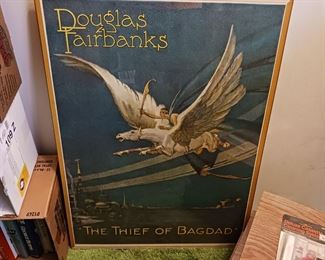 Douglas
Fairbanks
THE THIEF OF BAGDAD